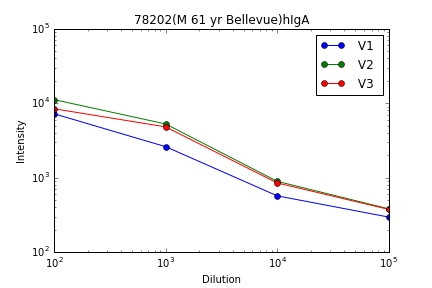 78202(M 61 yr Bellevue)hIgA
10^5
10^4
10^3
10^2
Intensity
V1
V2
V3
10^2 10^3 10^4 10^5
Dilution